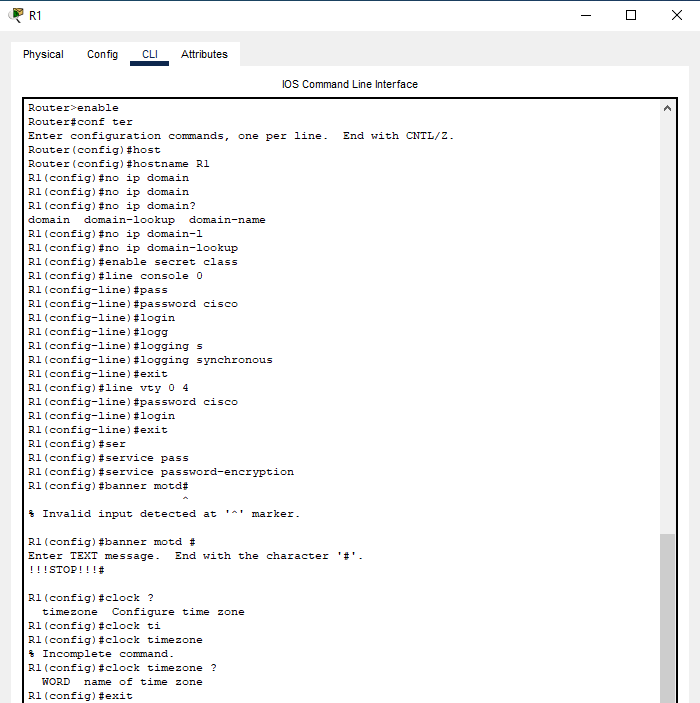 R1
Physical Config CLI Attributes
IOS Command Line Interface
Router>enable
Router#conf ter
Enter configuration commands, one per line.  End with CNTL/Z.
Router(config)#host
Router(config)#hostname R1
R1(config)#no ip domain
R1(config)#no ip domain
R1(config)#no ip domain?
domain  domain-lookup  domain-name
R1(config)#no ip domain-l
R1(config)#no ip domain-lookup
R1(config)#enable secret class
R1(config)#line console 0
R1(config-line)#pass
R1(config-line)#password cisco
R1(config-line)#login
R1(config-line)#logg
R1(config-line)#logging s
R1(config-line)#logging synchronous
R1(config-line)#exit
R1(config)#line vty 0 4
R1(config-line)#password cisco
R1(config-line)#login
R1(config-line)#exit
R1(config)#ser
R1(config)#service pass
R1(config)#service password-encryption
R1(config)#banner motd#
                      ^
% Invalid input detected at '^' marker.
R1(config)#banner motd #
Enter TEXT message.  End with the character '#'.
!!!STOP!!!#
R1(config)#clock ?
  timezone  Configure time zone
R1(config)#clock ti
R1(config)#clock timezone
% Incomplete command.
R1(config)#clock timezone ?
  WORD  name of time zone
R1(config)#exit